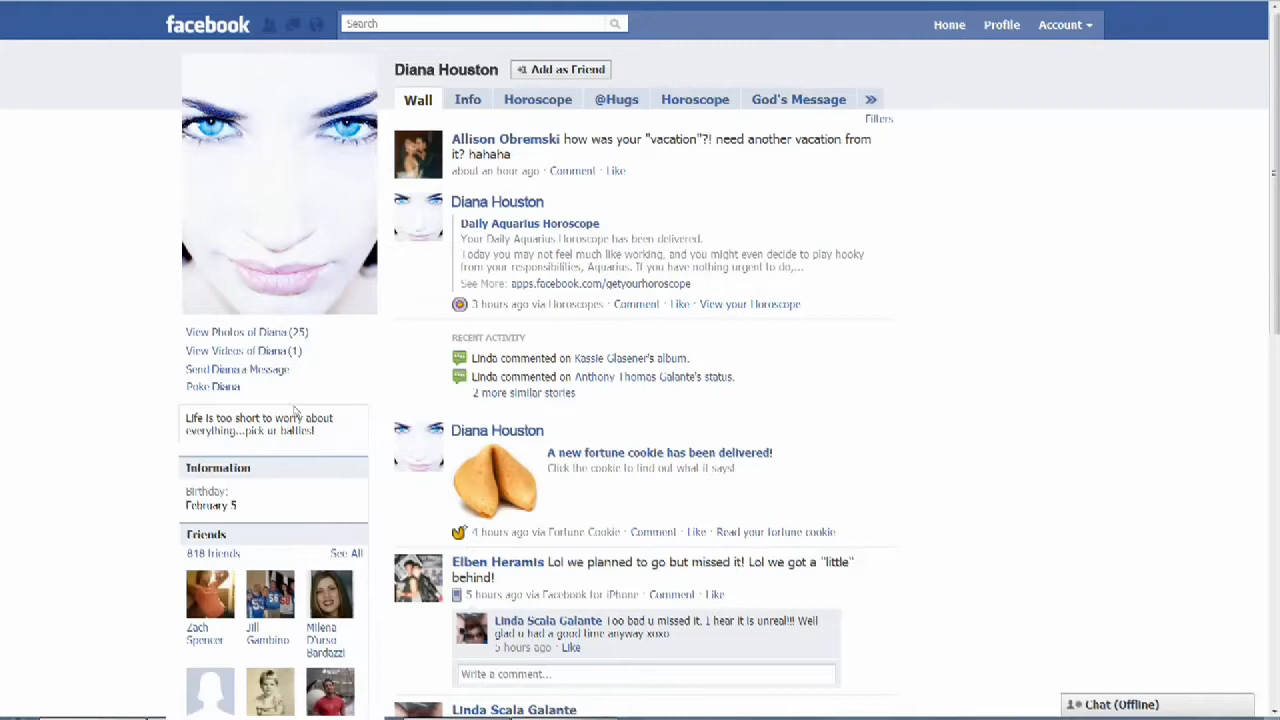 facebook
Search
Home Profile Account
Diana Houston +1 Add as Friend
Wall Info Horoscope @Hugs Horoscope God's Message »
Filters
Allison Obremski how was your "vacation"?! need another vacation from
it? hahaha
about an hour ago · Comment · Like
Diana Houston
Daily Aquarius Horoscope
Your Daily Aquarius Horoscope has been delivered.
Today you may not feel much like working, and you might even decide to play hooky
from your responsibilities, Aquarius. If you have nothing urgent to do,...
See More: apps.facebook.com/getyourhoroscope
3 hours ago via Horoscopes · Comment · Like · View your Horoscope
RECENT ACTIVITY
Linda commented on Kassie Glasener's album.
Linda commented on Anthony Thomas Galante's status.
2 more similar stories
Diana Houston
A new fortune cookie has been delivered!
Click the cookie to find out what it says!
4 hours ago via Fortune Cookie · Comment · Like · Read your fortune cookie
Elben Heramis Lol we planned to go but missed it! Lol we got a "little"
behind!
5 hours ago via Facebook for iPhone · Comment · Like
Linda Scala Galante Too bad u missed it, I hear it is unreal!!! Well
glad u had a good time anyway xoxo
5 hours ago · Like
Write a comment...
Linda Scala Galante
View Photos of Diana (25)
View Videos of Diana (1)
Send Diana a Message
Poke Diana
Life is too short to worry about
everything...pick ur battles!
Information
Birthday:
February 5
Friends
818 friends See All
Zach Spencer
Jill Gambino
Milena D'urso Bardazzi
Chat (Offline)